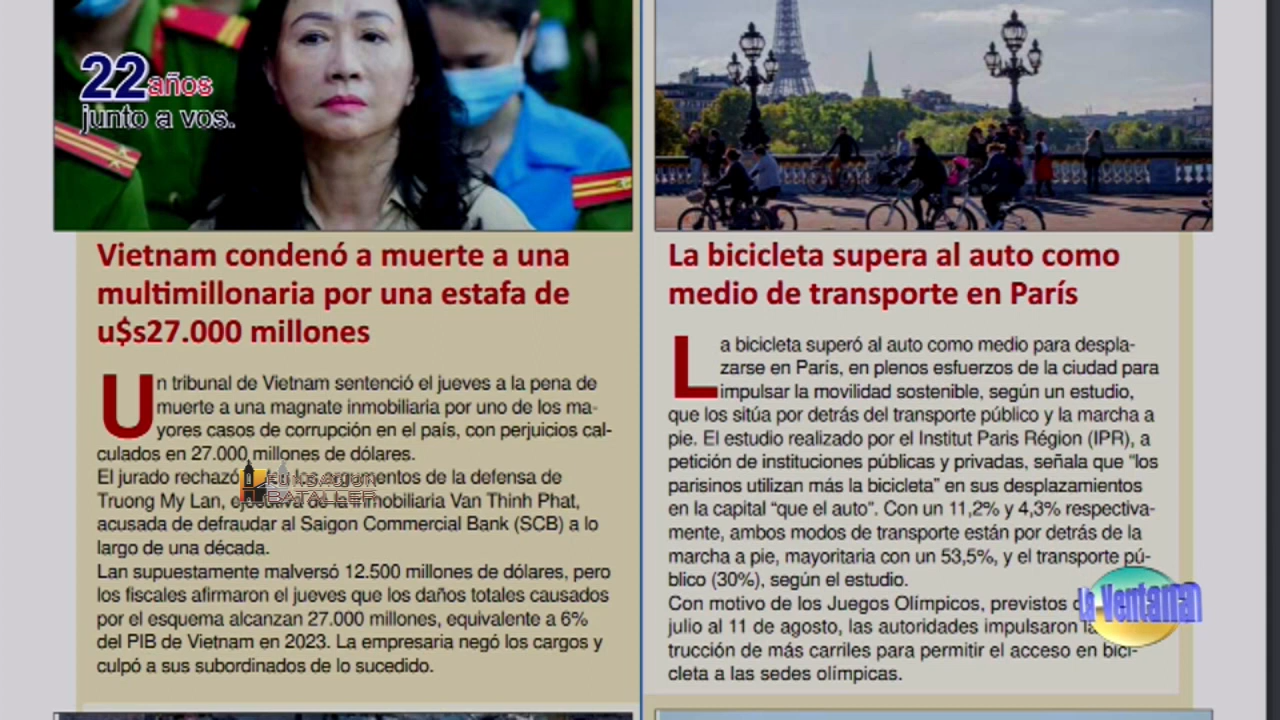 22 años
junto a vos.
Vietnam condenó a muerte a una
multimillonaria por una estafa de
u$s27.000 millones
Un tribunal de Vietnam sentenció el jueves a la pena de
muerte a una magnate inmobiliaria por uno de los ma-
yores casos de corrupción en el país, con perjuicios cal-
culados en 27.000 millones de dólares.
El jurado rechazó los argumentos de la defensa de
Truong My Lan, ejecutiva de la inmobiliaria Van Thinh Phat,
acusada de defraudar al Saigon Commercial Bank (SCB) a lo
largo de una década.
Lan supuestamente malversó 12.500 millones de dólares, pero
los fiscales afirmaron el jueves que los daños totales causados
por el esquema alcanzan 27.000 millones, equivalente a 6%
del PIB de Vietnam en 2023. La empresaria negó los cargos y
culpó a sus subordinados de lo sucedido.
FUNDACION
BATALLER
La bicicleta supera al auto como
medio de transporte en París
La bicicleta superó al auto como medio para despla-
zarse en París, en plenos esfuerzos de la ciudad para
impulsar la movilidad sostenible, según un estudio,
que los sitúa por detrás del transporte público y la marcha a
pie. El estudio realizado por el Institut Paris Région (IPR), a
petición de instituciones públicas y privadas, señala que “los
parisinos utilizan más la bicicleta” en sus desplazamientos
en la capital “que el auto”. Con un 11,2% y 4,3% respectiva-
mente, ambos modos de transporte están por detrás de la
marcha a pie, mayoritaria con un 53,5%, y el transporte pú-
blico (30%), según el estudio.
Con motivo de los Juegos Olímpicos, previstos
julio al 11 de agosto, las autoridades impulsaron
trucción de más carriles para permitir el acceso en bici-
cleta a las sedes olímpicas.
la Ventana